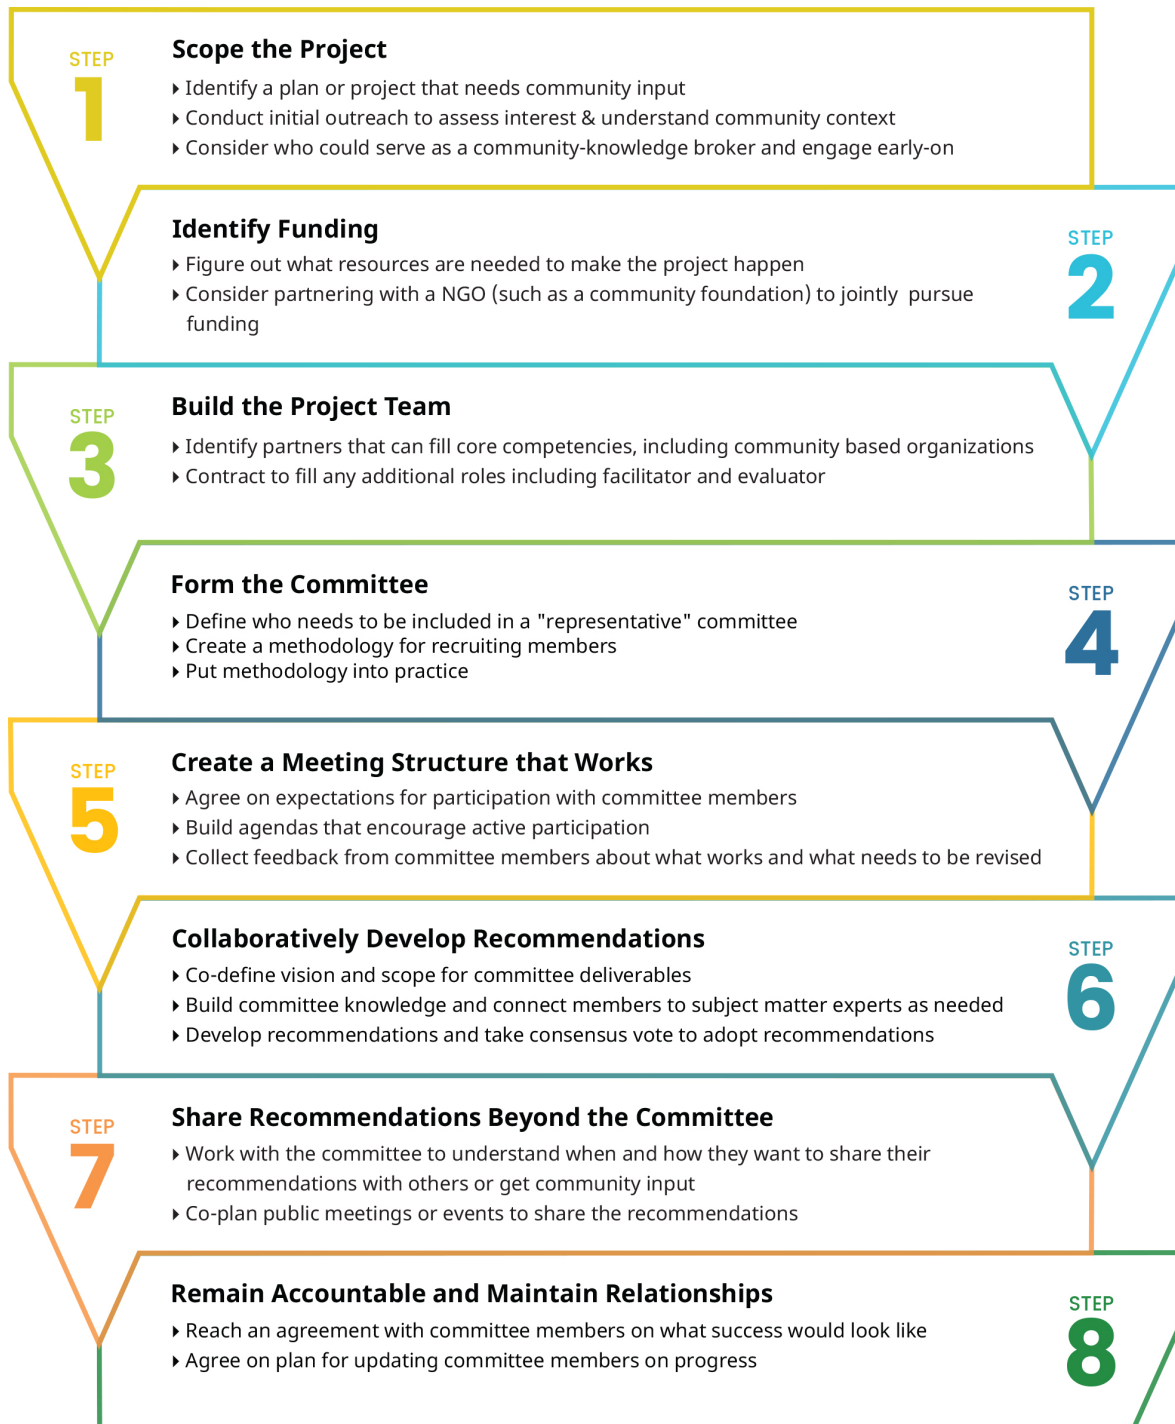 STEP
1
Scope the Project
‣ Identify a plan or project that needs community input
‣ Conduct initial outreach to assess interest & understand community context
‣ Consider who could serve as a community-knowledge broker and engage early-on
STEP
2
Identify Funding
‣ Figure out what resources are needed to make the project happen
‣ Consider partnering with a NGO (such as a community foundation) to jointly  pursue
funding
STEP
3
Build the Project Team
‣ Identify partners that can fill core competencies, including community based organizations
‣ Contract to fill any additional roles including facilitator and evaluator
STEP
4
Form the Committee
‣ Define who needs to be included in a "representative" committee
‣ Create a methodology for recruiting members
‣ Put methodology into practice
STEP
5
Create a Meeting Structure that Works
‣ Agree on expectations for participation with committee members
‣ Build agendas that encourage active participation
‣ Collect feedback from committee members about what works and what needs to be revised
STEP
6
Collaboratively Develop Recommendations
‣ Co-define vision and scope for committee deliverables
‣ Build committee knowledge and connect members to subject matter experts as needed
‣ Develop recommendations and take consensus vote to adopt recommendations
STEP
7
Share Recommendations Beyond the Committee
‣ Work with the committee to understand when and how they want to share their
recommendations with others or get community input
‣ Co-plan public meetings or events to share the recommendations
STEP
8
Remain Accountable and Maintain Relationships
‣ Reach an agreement with committee members on what success would look like
‣ Agree on plan for updating committee members on progress